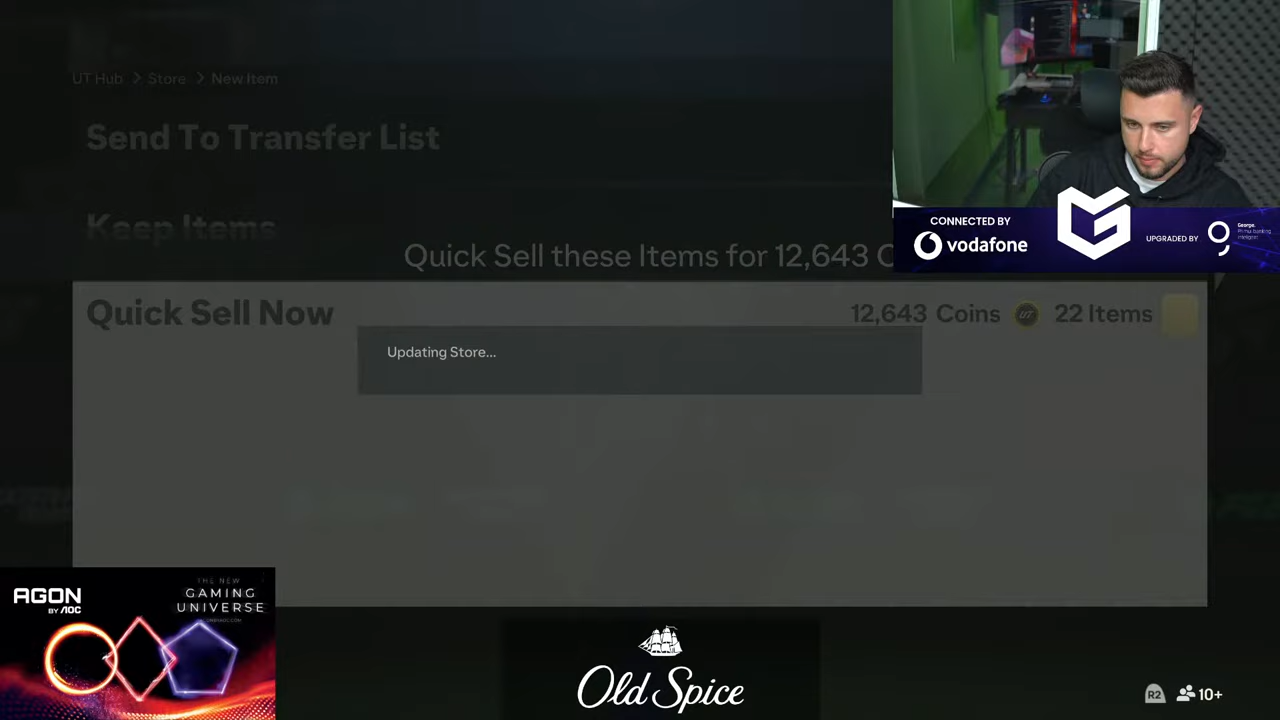 UT Hub > Store > New Item
Send To Transfer List
Keep Items
Quick Sell these Items for 12,643 C
Quick Sell Now
12,643 Coins UT 22 Items
Updating Store...
CONNECTED BY
vodafone
UPGRADED BY
George.
AGON
BY AOC
THE NEW
GAMING
UNIVERSE
Old Spice
R2
10+